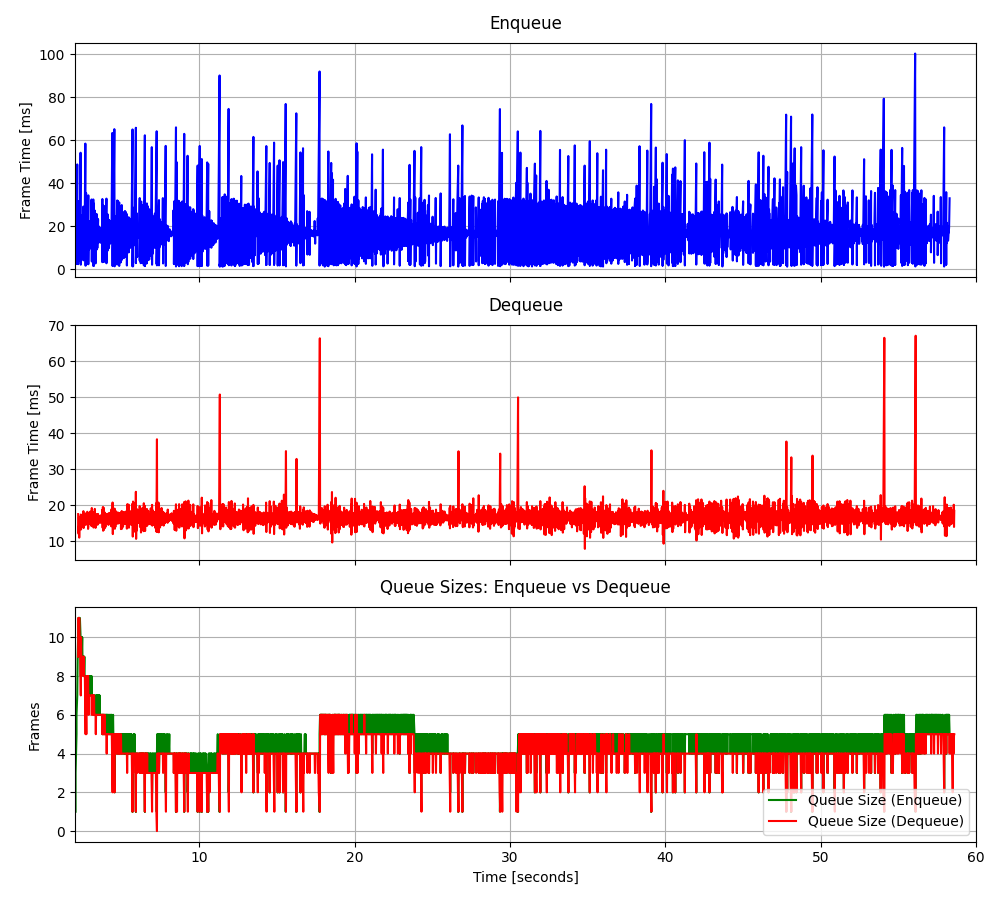 Enqueue
Frame Time [ms]
100
80
60
40
20
0
Dequeue
Frame Time [ms]
70
60
50
40
30
20
10
Queue Sizes: Enqueue vs Dequeue
Frames
10
8
6
4
2
0
Queue Size (Enqueue)
Queue Size (Dequeue)
10 20 30 40 50 60
Time [seconds]